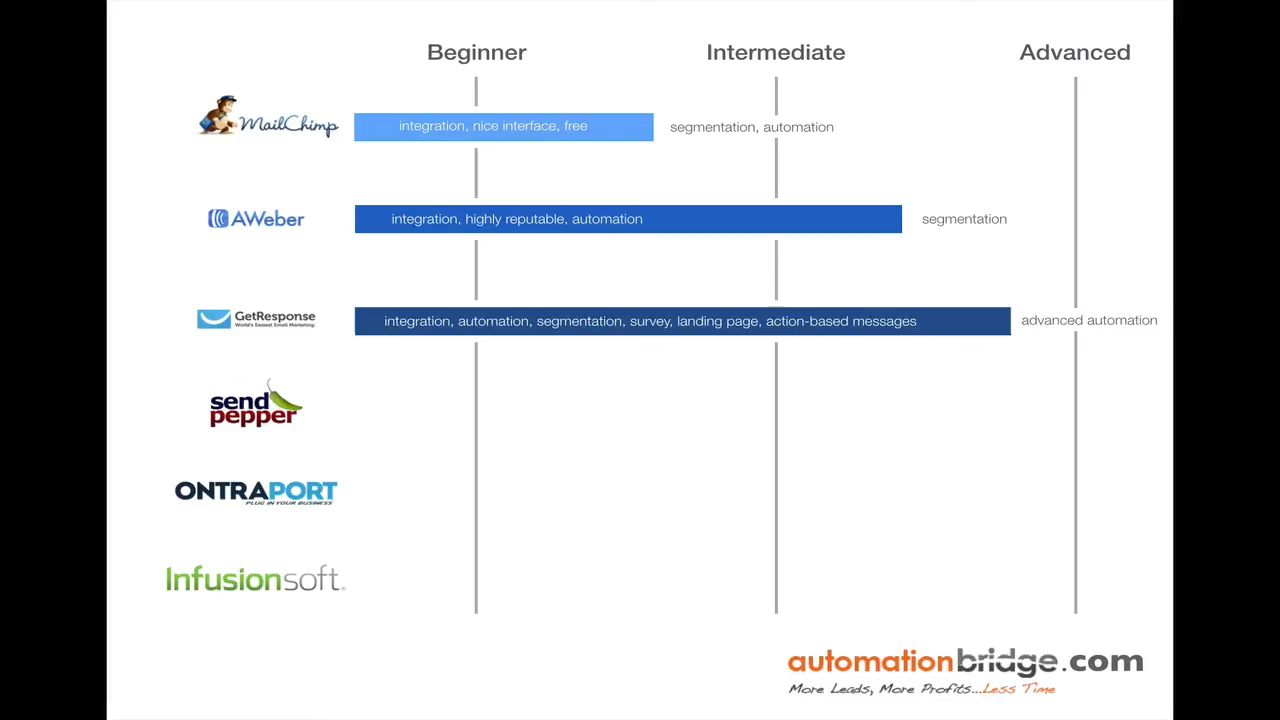 Beginner Intermediate Advanced
MailChimp integration, nice interface, free segmentation, automation
AWeber integration, highly reputable, automation segmentation
GetResponse
World's Easiest Email Marketing.
integration, automation, segmentation, survey, landing page, action-based messages advanced automation
send
pepper
ONTRAPORT
PLUG IN YOUR BUSINESS
Infusionsoft.
automationbridge.com
More Leads, More Profits...Less Time